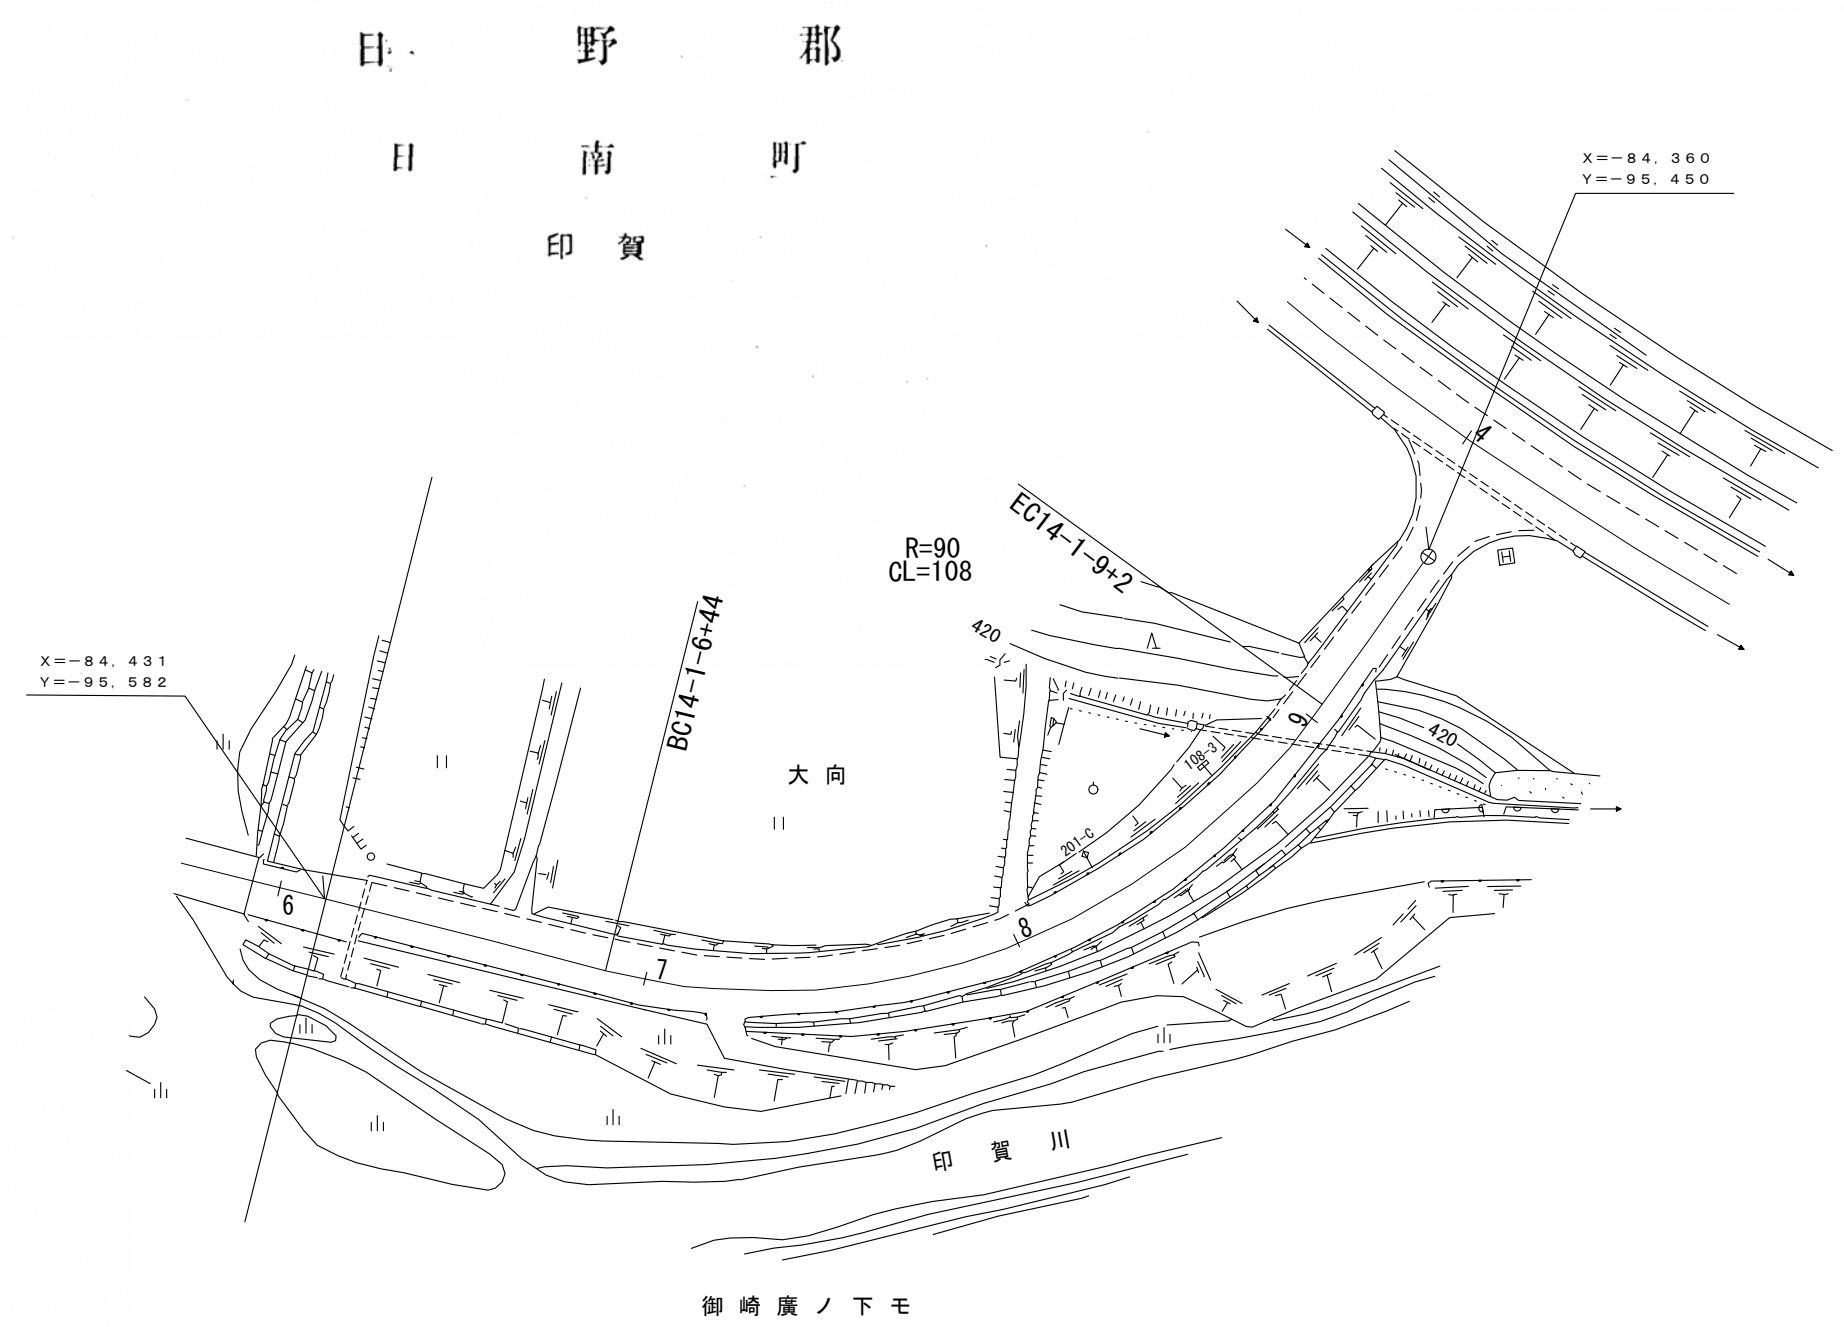 日 野 郡
日 南 町
印 賀
X=-84, 360
Y=-95, 450
4
EC14-1-9+2
R=90
CL=108
BC14-1-6+44
420
X=-84, 431
Y=-95, 582
9
420
108-3
大 向
201-C
H
6
7
8
印 賀 川
御 崎 廣 ノ 下 モ